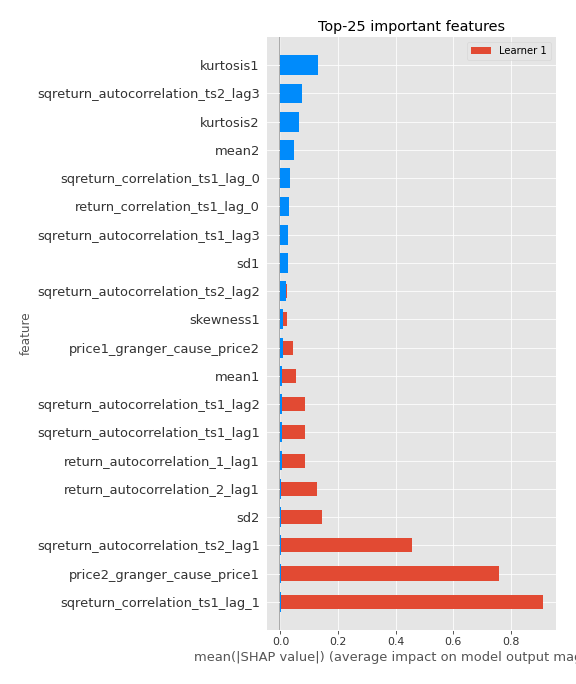 Top-25 important features
Learner 1
kurtosis1
sqreturn_autocorrelation_ts2_lag3
kurtosis2
mean2
sqreturn_correlation_ts1_lag_0
return_correlation_ts1_lag_0
sqreturn_autocorrelation_ts1_lag3
sd1
sqreturn_autocorrelation_ts2_lag2
skewness1
price1_granger_cause_price2
mean1
sqreturn_autocorrelation_ts1_lag2
sqreturn_autocorrelation_ts1_lag1
return_autocorrelation_1_lag1
return_autocorrelation_2_lag1
sd2
sqreturn_autocorrelation_ts2_lag1
price2_granger_cause_price1
sqreturn_correlation_ts1_lag_1
feature
0.0 0.2 0.4 0.6 0.8
mean(|SHAP value|) (average impact on model output mag